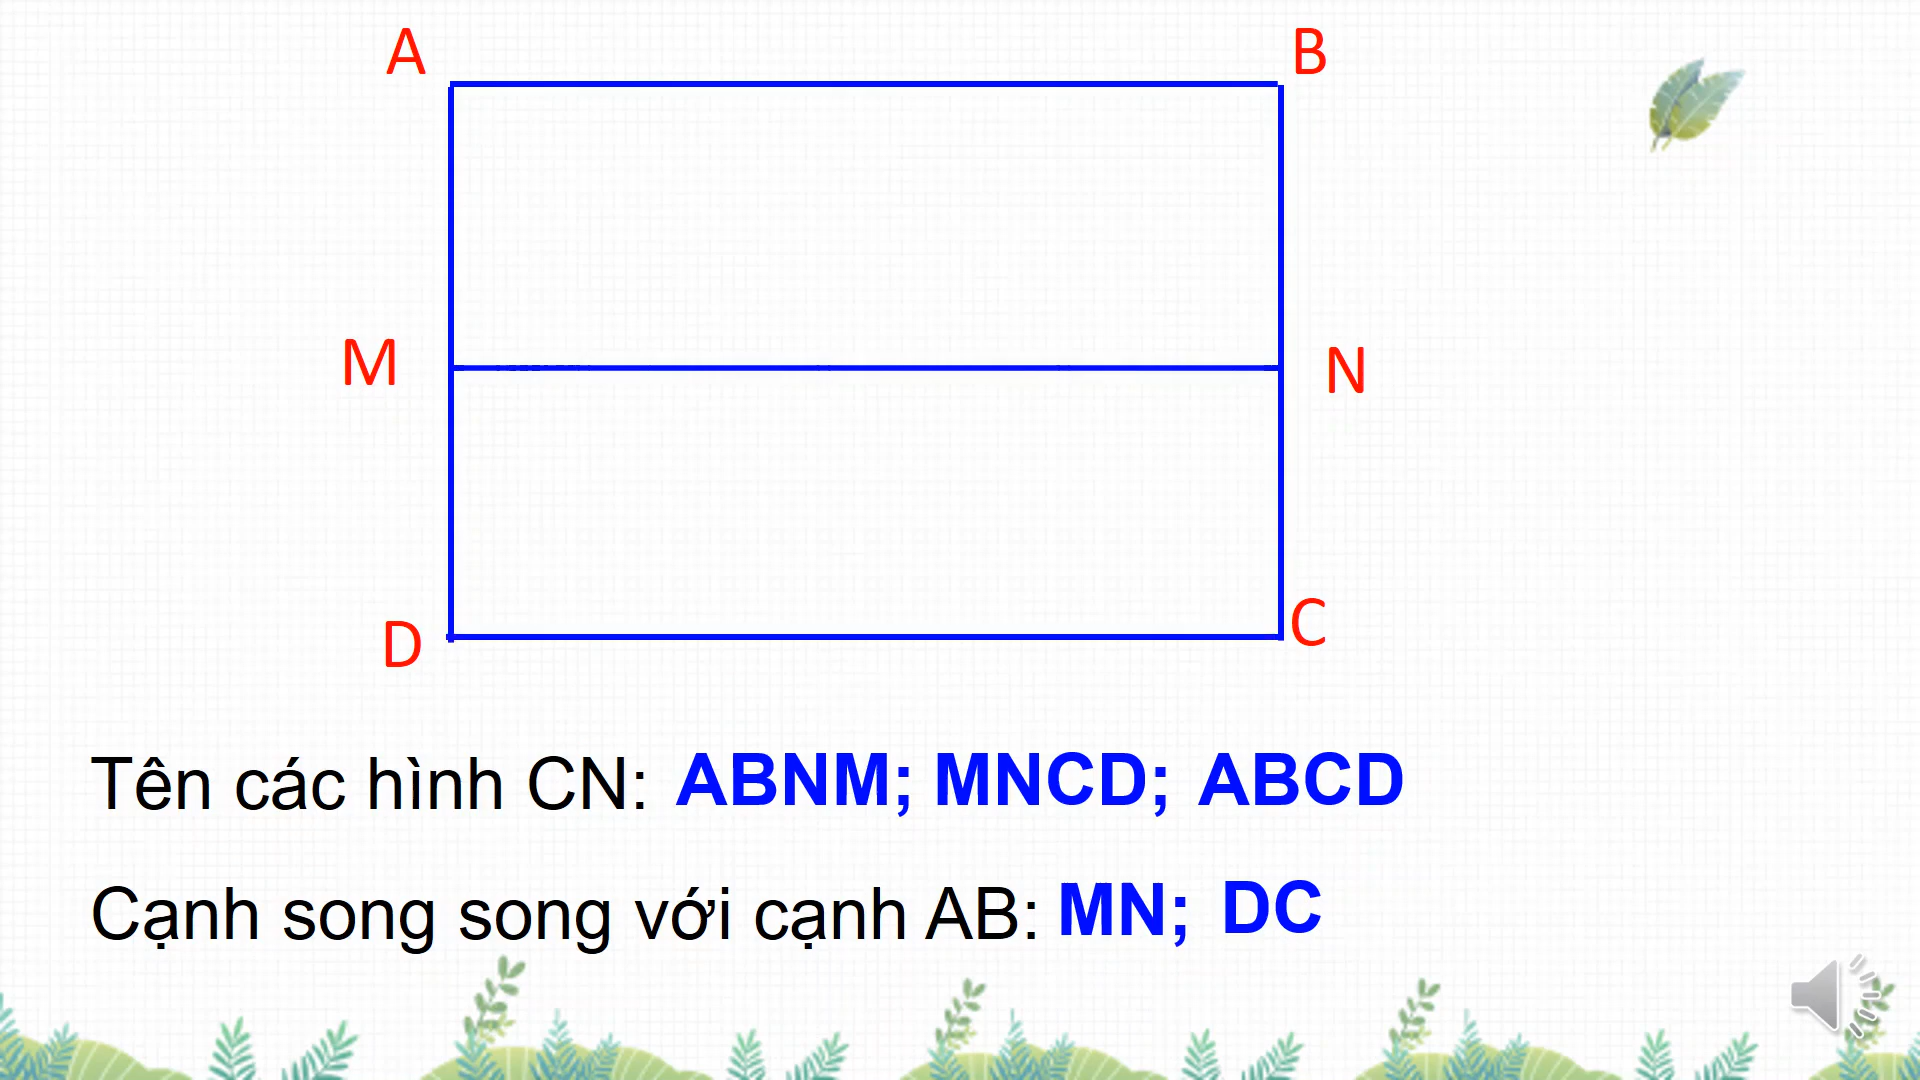 A B
M N
D C
Tên các hình CN: ABNM; MNCD; ABCD
Cạnh song song với cạnh AB: MN; DC